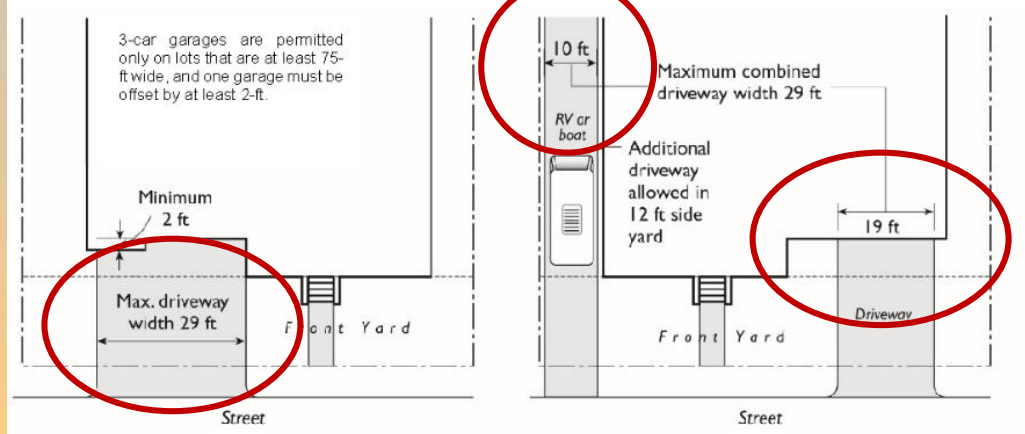 3-car garages are permitted
only on lots that are at least 75-
ft wide, and one garage must be
offset by at least 2-ft.
Minimum
2 ft
Max. driveway
width 29 ft
Front Yard
Street
10 ft
Maximum combined
driveway width 29 ft
RV or
boat
Additional
driveway
allowed in
12 ft side
yard
19 ft
Driveway
Front Yard
Street